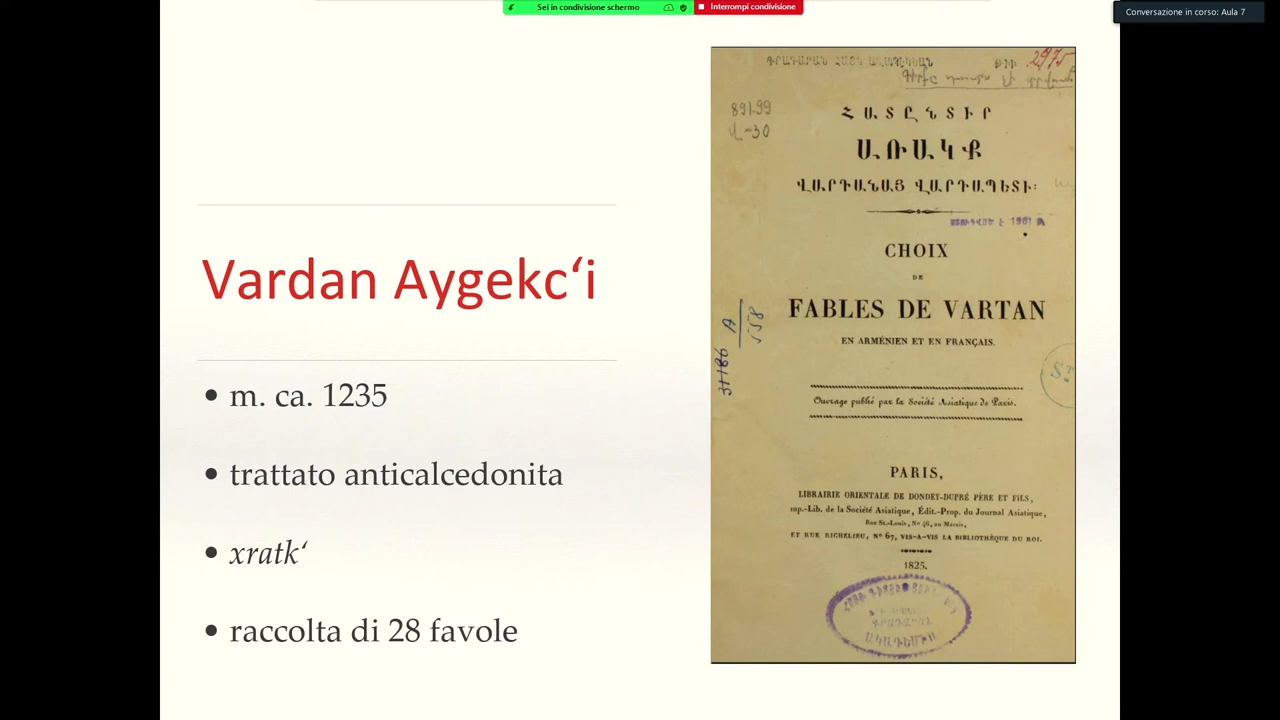 Sei in condivisione schermo
Interrompi condivisione
Conversazione in corso: Aula 7
Vardan Aygekc‘i
• m. ca. 1235
• trattato anticalcedonita
• xratk‘
• raccolta di 28 favole
2975
891.99
Վ-30
ՀԱՏԸՆՏԻՐ
ԱՌԱԿՔ
ՎԱՐԴԱՆԱՅ ՎԱՐԴԱՊԵՏԻ։
CHOIX
DE
FABLES DE VARTAN
EN ARMÉNIEN ET EN FRANÇAIS.
31186 A
558
Ouvrage publié par la Société Asiatique de Paris.
PARIS,
LIBRAIRIE ORIENTALE DE DONDEY-DUPRÉ PÈRE ET FILS,
Imp.-Lib. de la Société Asiatique, Édit.-Prop. du Journal Asiatique,
Rue St.-Louis, No 46, au Marais,
ET RUE RICHELIEU, No 67, VIS-A-VIS LA BIBLIOTHÈQUE DU ROI.
1825.